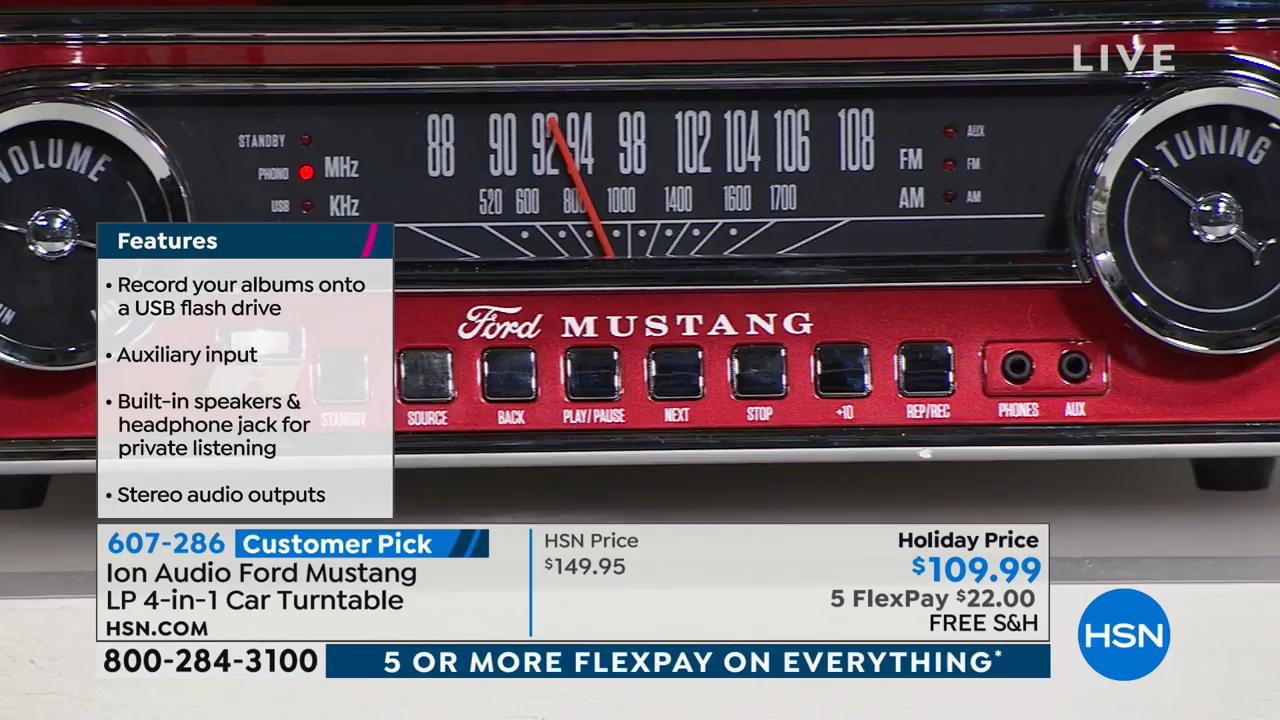 LIVE
VOLUME
STANDBY
PHONO
USB
MHz
KHz
88 90 92 94 98 102 104 106 108
520 600 800 1000 1400 1600 1700
FM
AM
AUX
FM
AM
TUNING
Ford MUSTANG
STANDBY
SOURCE
BACK
PLAY/PAUSE
NEXT
STOP
+10
REP/REC
PHONES
AUX
Features
• Record your albums onto
a USB flash drive
• Auxiliary input
• Built-in speakers &
headphone jack for
private listening
• Stereo audio outputs
607-286 Customer Pick
Ion Audio Ford Mustang
LP 4-in-1 Car Turntable
HSN.COM
HSN Price
$149.95
Holiday Price
$109.99
5 FlexPay $22.00
FREE S&H
HSN
800-284-3100
5 OR MORE FLEXPAY ON EVERYTHING*